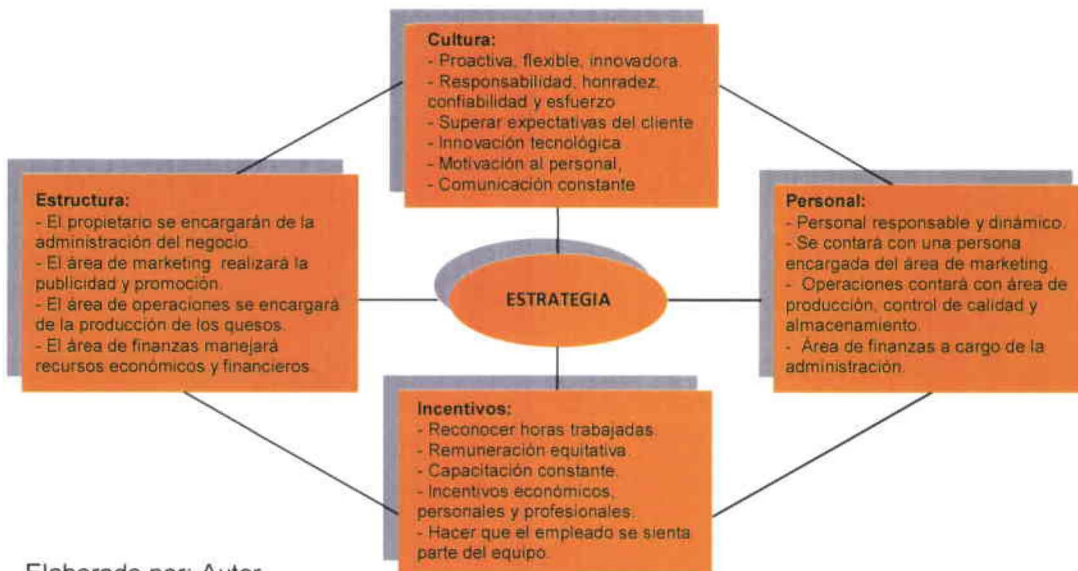 Cultura:
- Proactiva, flexible, innovadora.
- Responsabilidad, honradez,
confiabilidad y esfuerzo
- Superar expectativas del cliente
- Innovación tecnológica
- Motivación al personal,
- Comunicación constante
Estructura:
- El propietario se encargarán de la
administración del negocio.
- El área de marketing realizará la
publicidad y promoción.
- El área de operaciones se encargará
de la producción de los quesos.
- El área de finanzas manejará
recursos económicos y financieros.
ESTRATEGIA
Personal:
- Personal responsable y dinámico.
- Se contará con una persona
encargada del área de marketing.
- Operaciones contará con área de
producción, control de calidad y
almacenamiento.
- Área de finanzas a cargo de la
administración.
Incentivos:
- Reconocer horas trabajadas.
- Remuneración equitativa.
- Capacitación constante.
- Incentivos económicos,
personales y profesionales.
- Hacer que el empleado se sienta
parte del equipo.
Elaborado por: Autor